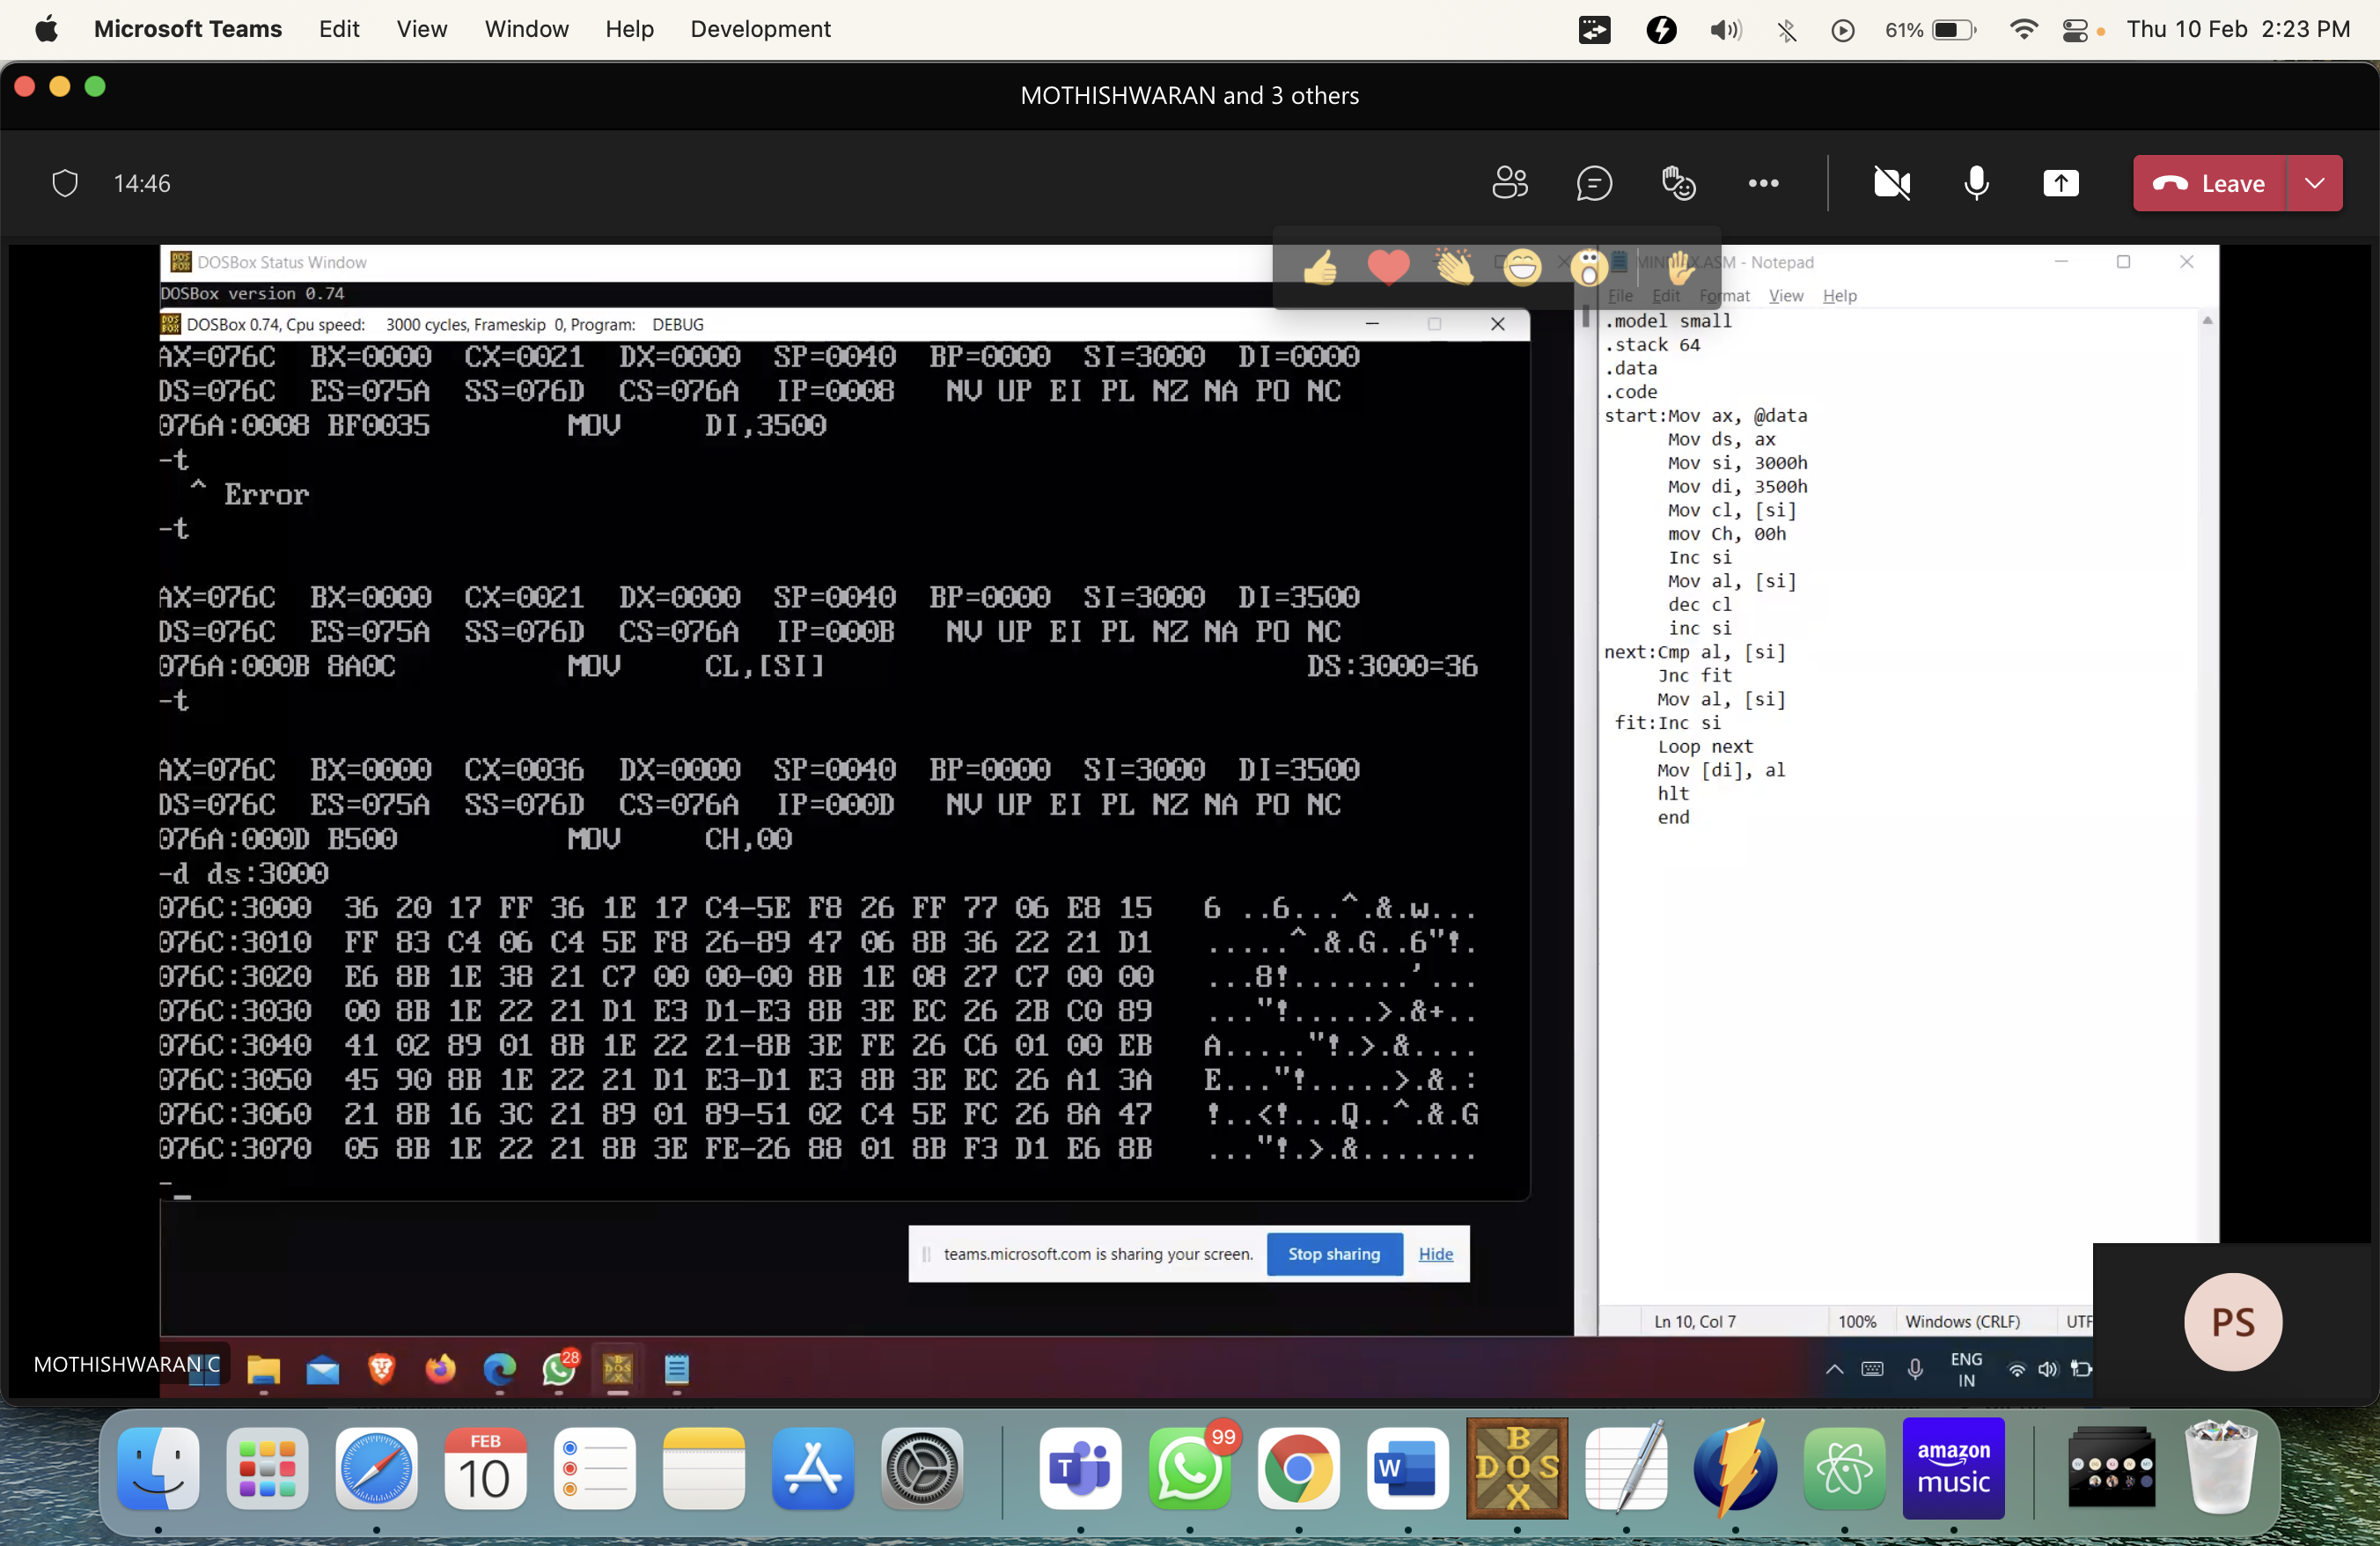 Microsoft Teams Edit View Window Help Development 61% Thu 10 Feb 2:23 PM
MOTHISHWARAN and 3 others
14:46 Leave
DOSBox Status Window
DOSBox version 0.74
DOSBox 0.74, Cpu speed: 3000 cycles, Frameskip 0, Program: DEBUG
AX=076C BX=0000 CX=0021 DX=0000 SP=0040 BP=0000 SI=3000 DI=0000
DS=076C ES=075A SS=076D CS=076A IP=0008 NV UP EI PL NZ NA PO NC
076A:0008 BF0035 MOV DI,3500
-t
^ Error
-t
AX=076C BX=0000 CX=0021 DX=0000 SP=0040 BP=0000 SI=3000 DI=3500
DS=076C ES=075A SS=076D CS=076A IP=000B NV UP EI PL NZ NA PO NC
076A:000B 8A0C MOV CL,[SI] DS:3000=36
-t
AX=076C BX=0000 CX=0036 DX=0000 SP=0040 BP=0000 SI=3000 DI=3500
DS=076C ES=075A SS=076D CS=076A IP=000D NV UP EI PL NZ NA PO NC
076A:000D B500 MOV CH,00
-d ds:3000
076C:3000 36 20 17 FF 36 1E 17 C4-5E F8 26 FF 77 06 E8 15 6 ..6...^.&.w...
076C:3010 FF 83 C4 06 C4 5E F8 26-89 47 06 8B 36 22 21 D1 .....^.&.G..6"!.
076C:3020 E6 8B 1E 38 21 C7 00 00-00 8B 1E 08 27 C7 00 00 ...8!.......'...
076C:3030 00 8B 1E 22 21 D1 E3 D1-E3 8B 3E EC 26 2B C0 89 ..."!.....>.&+..
076C:3040 41 02 89 01 8B 1E 22 21-8B 3E FE 26 C6 01 00 EB A....."!.>.&....
076C:3050 45 90 8B 1E 22 21 D1 E3-D1 E3 8B 3E EC 26 A1 3A E..."!.....>.&.:
076C:3060 21 8B 16 3C 21 89 01 89-51 02 C4 5E FC 26 8A 47 !..<!...Q..^.&.G
076C:3070 05 8B 1E 22 21 8B 3E FE-26 88 01 8B F3 D1 E6 8B ..."!.>.&.......
-_
.ASM - Notepad
File Edit Format View Help
.model small
.stack 64
.data
.code
start:Mov ax, @data
Mov ds, ax
Mov si, 3000h
Mov di, 3500h
Mov cl, [si]
mov Ch, 00h
Inc si
Mov al, [si]
dec cl
inc si
next:Cmp al, [si]
Jnc fit
Mov al, [si]
fit:Inc si
Loop next
Mov [di], al
hlt
end
teams.microsoft.com is sharing your screen. Stop sharing Hide
Ln 10, Col 7 100% Windows (CRLF) UTF
PS
MOTHISHWARAN C
28
ENG
IN
FEB
10
T
99
W
B
DOS
X
amazon
music